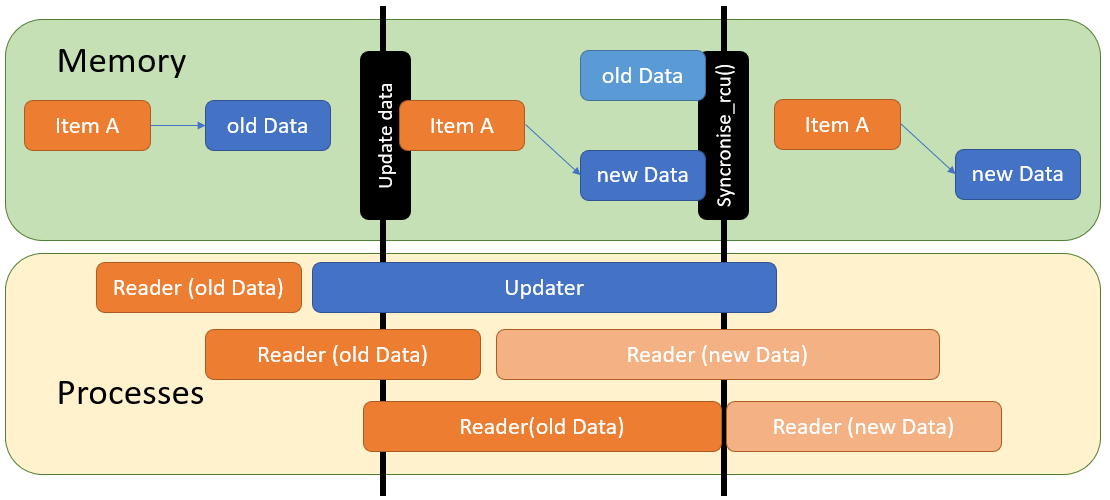 Memory
Item A
old Data
Update data
Item A
old Data
new Data
Syncronise_rcu()
Item A
new Data
Reader (old Data)
Updater
Reader (old Data)
Reader (new Data)
Processes
Reader(old Data)
Reader (new Data)